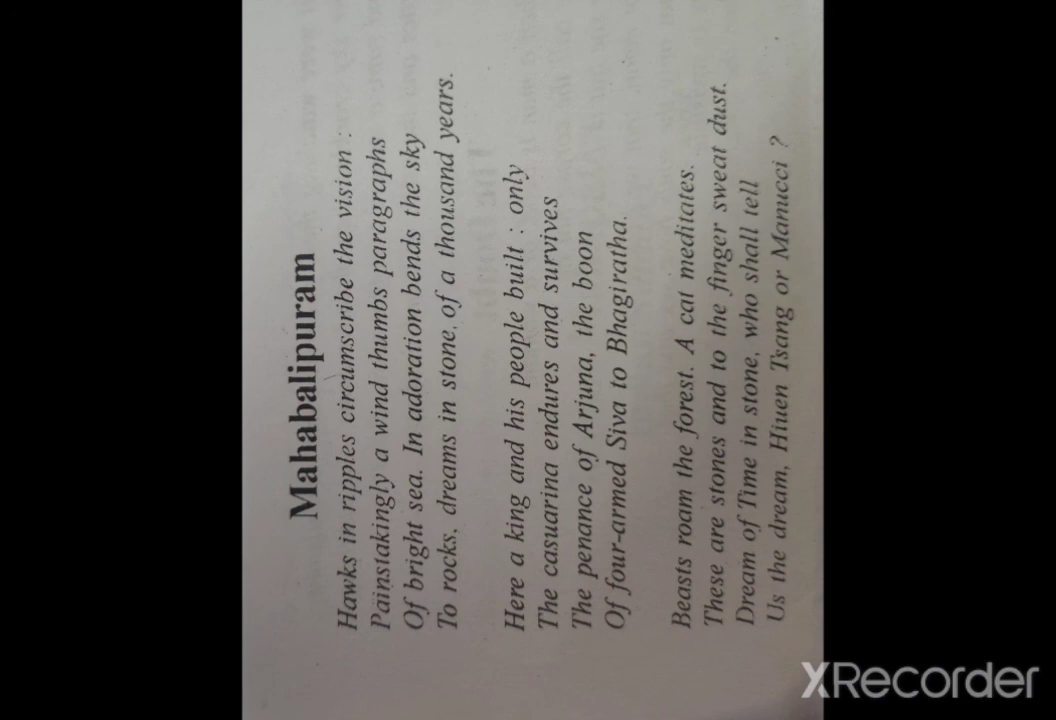 Mahabalipuram
Hawks in ripples circumscribe the vision :
Painstakingly a wind thumbs paragraphs
Of bright sea. In adoration bends the sky
To rocks, dreams in stone, of a thousand years.
Here a king and his people built : only
The casuarina endures and survives
The penance of Arjuna, the boon
Of four-armed Siva to Bhagiratha.
Beasts roam the forest. A cat meditates.
These are stones and to the finger sweat dust.
Dream of Time in stone, who shall tell
Us the dream, Hiuen Tsang or Manucci ?
XRecorder